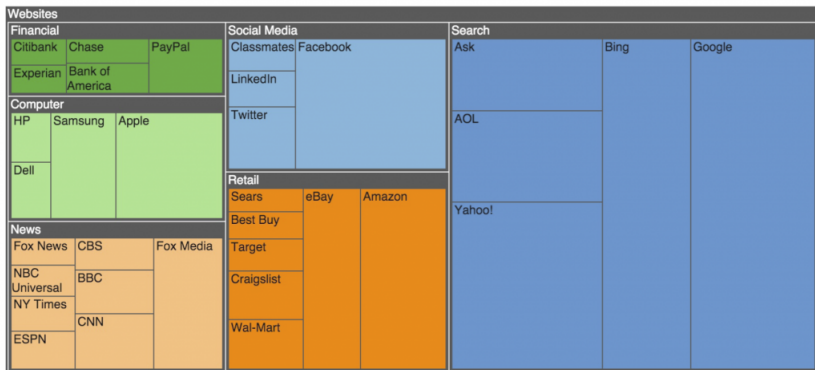 Websites
Financial
Citibank
Chase
PayPal
Experian
Bank of
America
Computer
HP
Samsung
Apple
Dell
News
Fox News
CBS
Fox Media
NBC
Universal
BBC
NY Times
CNN
ESPN
Social Media
Classmates
Facebook
LinkedIn
Twitter
Retail
Sears
eBay
Amazon
Best Buy
Target
Craigslist
Wal-Mart
Search
Ask
Bing
Google
AOL
Yahoo!